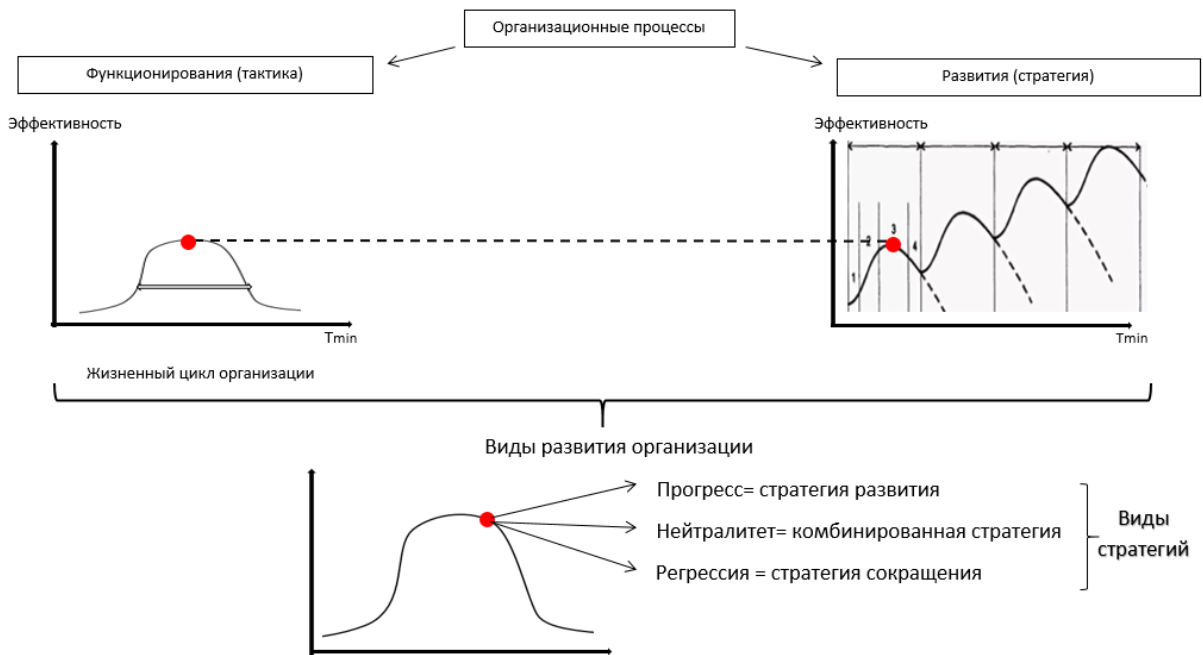 Организационные процессы
Функционирования (тактика)
Развития (стратегия)
Эффективность
Эффективность
1
2
3
4
Tmin
Tmin
Жизненный цикл организации
Виды развития организации
Прогресс= стратегия развития
Нейтралитет= комбинированная стратегия
Регрессия = стратегия сокращения
Виды
стратегий